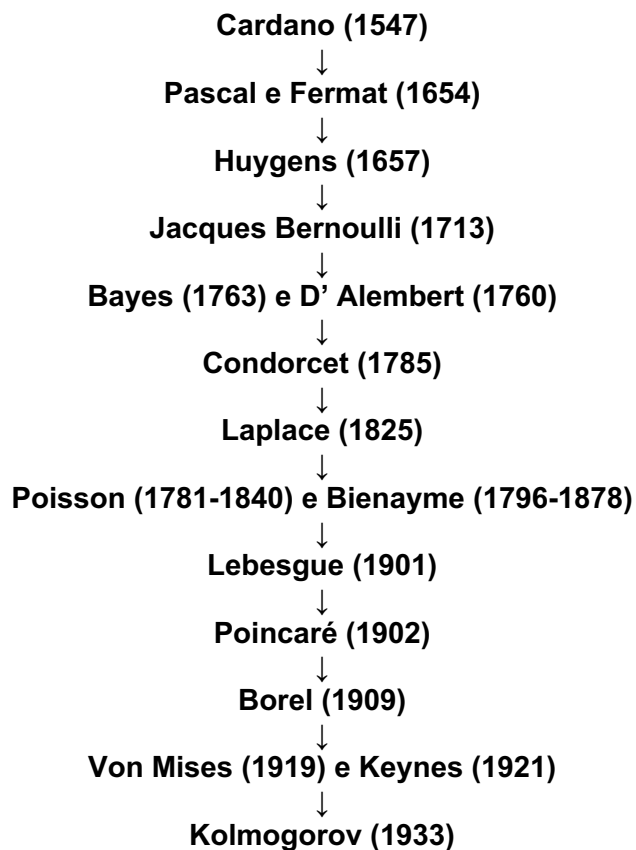 Cardano (1547)
↓
Pascal e Fermat (1654)
↓
Huygens (1657)
↓
Jacques Bernoulli (1713)
↓
Bayes (1763) e D’ Alembert (1760)
↓
Condorcet (1785)
↓
Laplace (1825)
↓
Poisson (1781-1840) e Bienayme (1796-1878)
↓
Lebesgue (1901)
↓
Poincaré (1902)
↓
Borel (1909)
↓
Von Mises (1919) e Keynes (1921)
↓
Kolmogorov (1933)